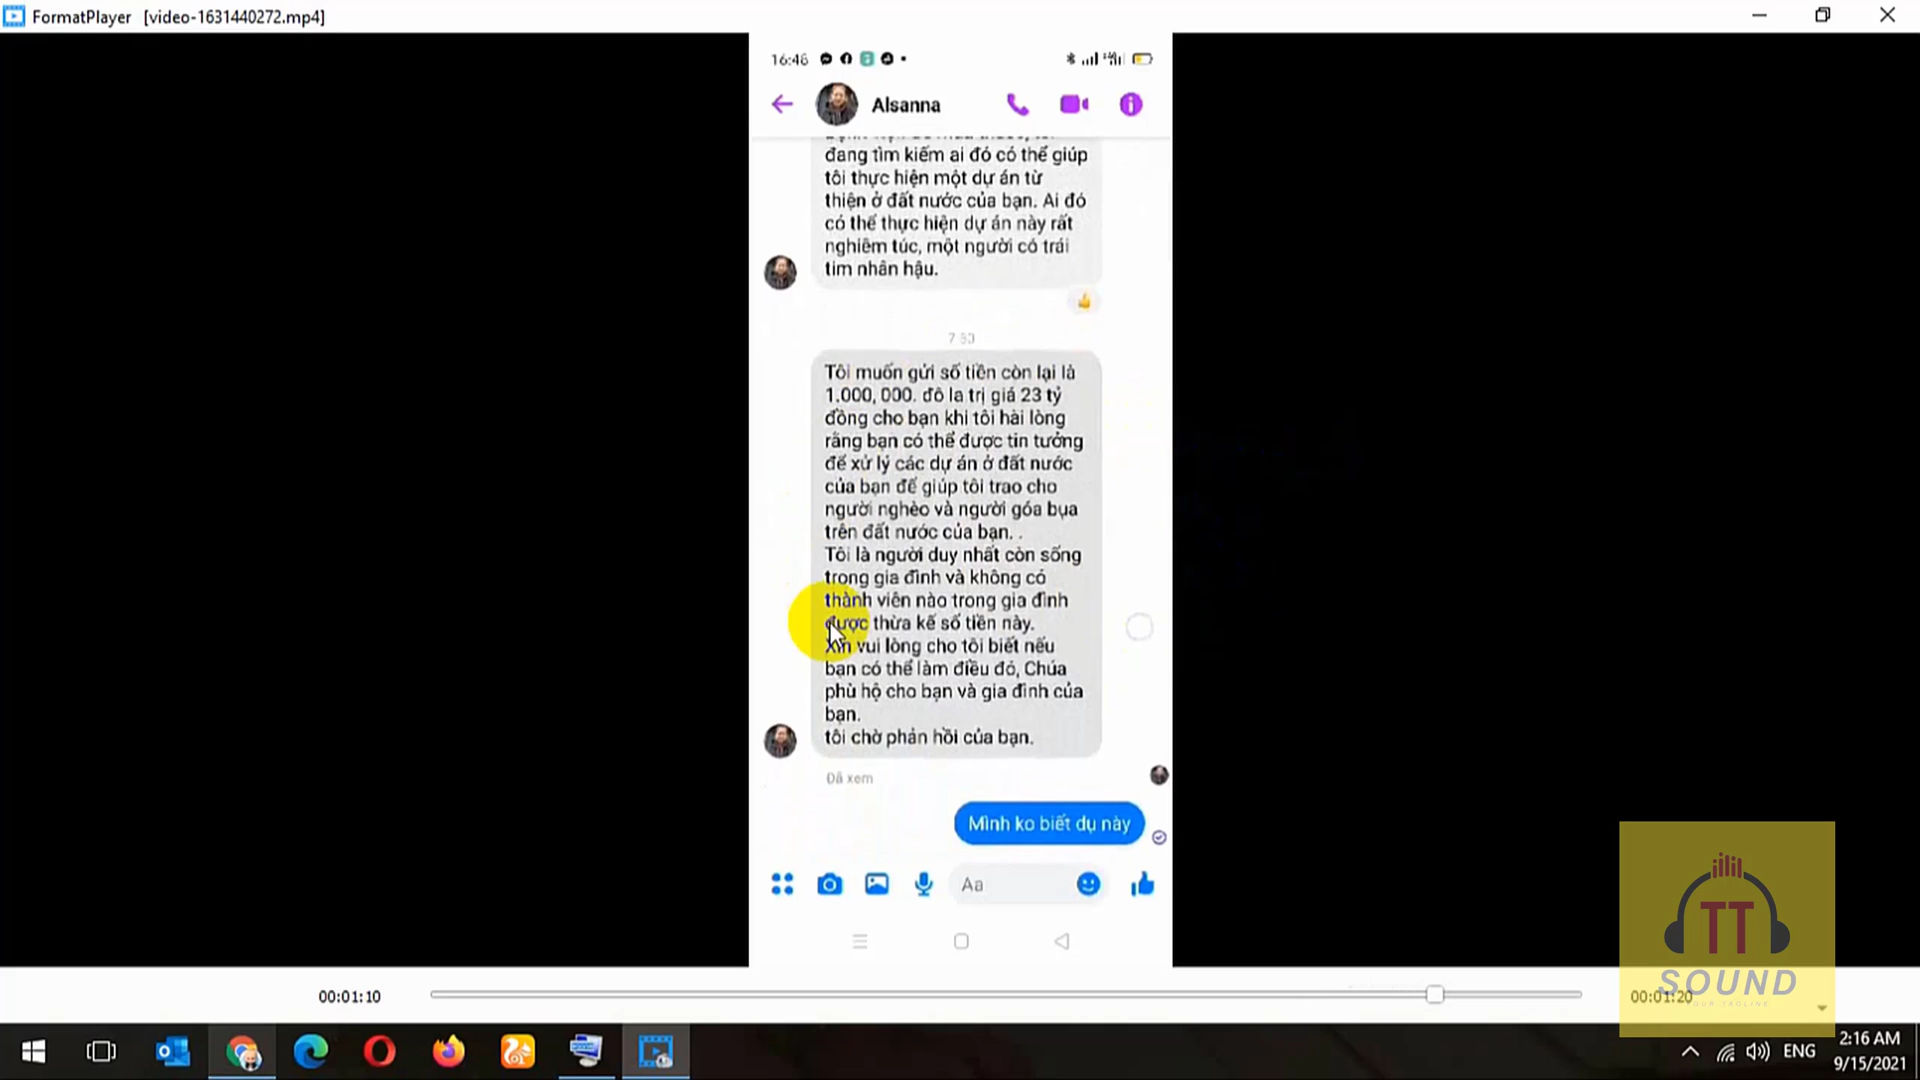 FormatPlayer [video-1631440272.mp4]
16:46
Alsanna
đang tìm kiếm ai đó có thể giúp
tôi thực hiện một dự án từ
thiện ở đất nước của bạn. Ai đó
có thể thực hiện dự án này rất
nghiêm túc, một người có trái
tim nhân hậu.
Tôi muốn gửi số tiền còn lại là
1.000, 000. đô la trị giá 23 tỷ
đồng cho bạn khi tôi hài lòng
rằng bạn có thể được tin tưởng
để xử lý các dự án ở đất nước
của bạn để giúp tôi trao cho
người nghèo và người góa bụa
trên đất nước của bạn. .
Tôi là người duy nhất còn sống
trong gia đình và không có
thành viên nào trong gia đình
được thừa kế số tiền này.
Xin vui lòng cho tôi biết nếu
bạn có thể làm điều đó, Chúa
phù hộ cho bạn và gia đình của
bạn.
tôi chờ phản hồi của bạn.
Đã xem
Mình ko biết dụ này
Aa
TT
SOUND
00:01:10
00:01:20
ENG
2:16 AM
9/15/2021